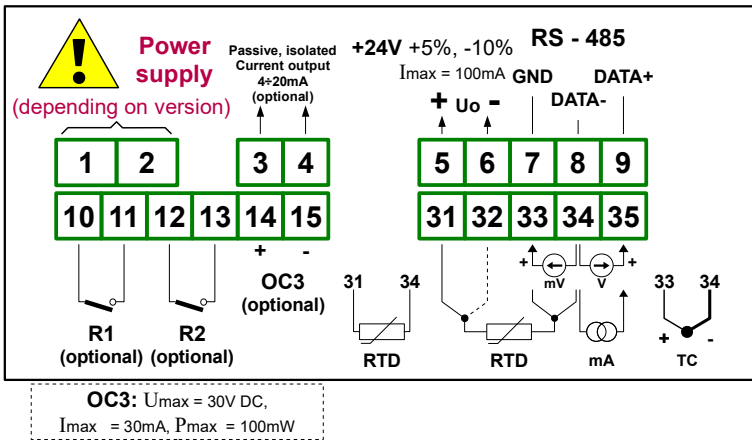 !
Power
supply
(depending on version)
Passive, isolated
Current output
4÷20mA
(optional)
+24V +5%, -10%
Imax = 100mA
+ Uo -
RS - 485
GND DATA+
DATA-
1 2 3 4 5 6 7 8 9
10 11 12 13 14 15 31 32 33 34 35
+ -
OC3
(optional)
R1
(optional)
R2
(optional)
31 34
RTD
RTD
+ mV
V +
mA
33 34
+ -
TC
OC3: Umax = 30V DC,
Imax = 30mA, Pmax = 100mW